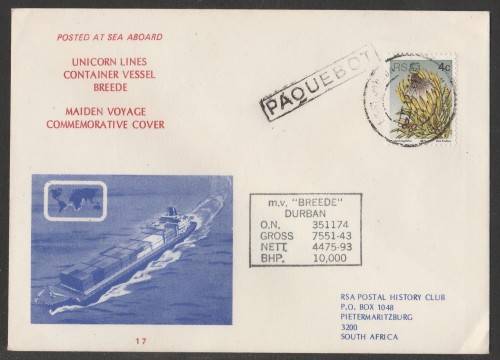 POSTED AT SEA ABOARD
UNICORN LINES
CONTAINER VESSEL
BREEDE
MAIDEN VOYAGE
COMMEMORATIVE COVER
PAQUEBOT
RSA 4c
m.v. "BREEDE"
DURBAN
O.N. 351174
GROSS 7551-43
NETT 4475-93
BHP. 10,000
RSA POSTAL HISTORY CLUB
P.O. BOX 1048
PIETERMARITZBURG
3200
SOUTH AFRICA
17